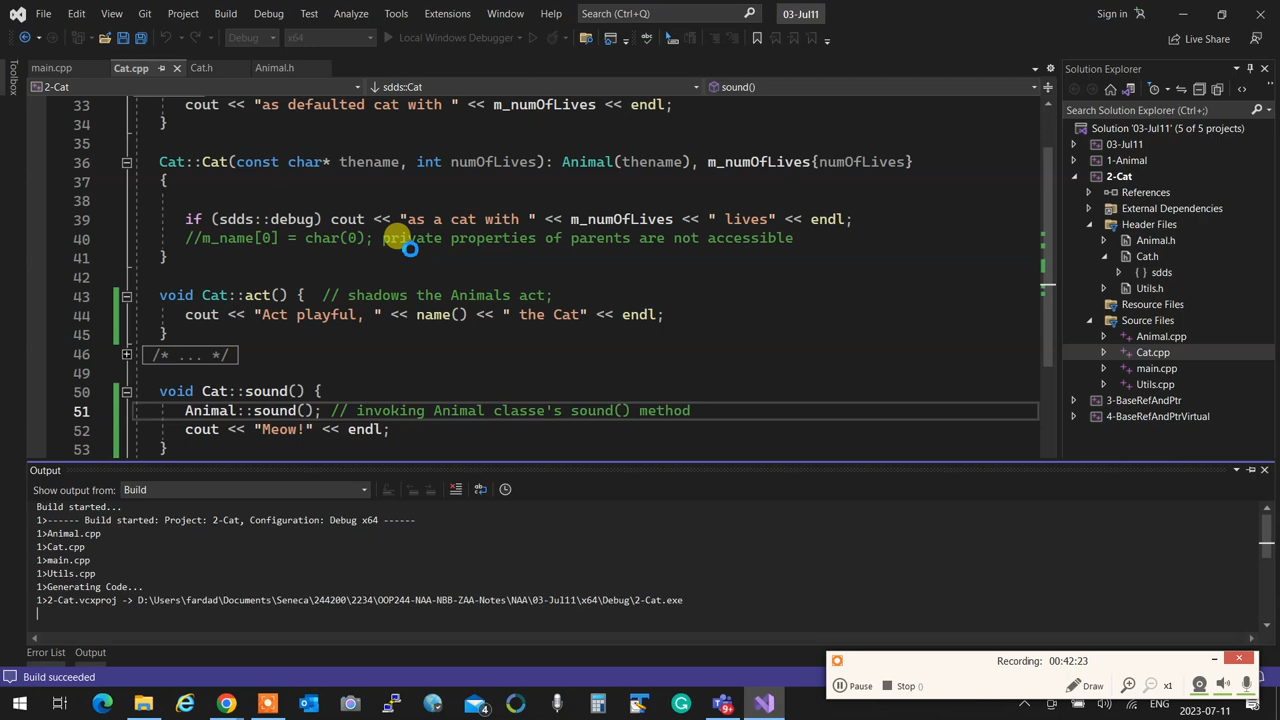 File Edit View Git Project Build Debug Test Analyze Tools Extensions Window Help Search (Ctrl+Q) 03-Jul11 Sign in
Debug x64 Local Windows Debugger Live Share
Toolbox
main.cpp Cat.cpp Cat.h Animal.h
2-Cat sdds::Cat sound()
33 cout << "as defaulted cat with " << m_numOfLives << endl;
34 }
35
36 Cat::Cat(const char* thename, int numOfLives): Animal(thename), m_numOfLives{numOfLives}
37 {
38
39 if (sdds::debug) cout << "as a cat with " << m_numOfLives << " lives" << endl;
40 //m_name[0] = char(0); private properties of parents are not accessible
41 }
42
43 void Cat::act() { // shadows the Animals act;
44 cout << "Act playful, " << name() << " the Cat" << endl;
45 }
46 /* ... */
49
50 void Cat::sound() {
51 Animal::sound(); // invoking Animal classe's sound() method
52 cout << "Meow!" << endl;
53 }
Solution Explorer
Search Solution Explorer (Ctrl+;)
Solution '03-Jul11' (5 of 5 projects)
03-Jul11
1-Animal
2-Cat
References
External Dependencies
Header Files
Animal.h
Cat.h
{ } sdds
Utils.h
Resource Files
Source Files
Animal.cpp
Cat.cpp
main.cpp
Utils.cpp
3-BaseRefAndPtr
4-BasePtrVirtual
Output
Show output from: Build
Build started...
1>------ Build started: Project: 2-Cat, Configuration: Debug x64 ------
1>Animal.cpp
1>Cat.cpp
1>main.cpp
1>Utils.cpp
1>Generating Code...
1>2-Cat.vcxproj -> D:\Users\fardad\Documents\Seneca\244200\2234\OOP244-NAA-NBB-ZAA-Notes\NAA\03-Jul11\x64\Debug\2-Cat.exe
Error List Output
Build succeeded
Recording: 00:42:23
Pause Stop () Draw x1
4 9+ ENG 2023-07-11